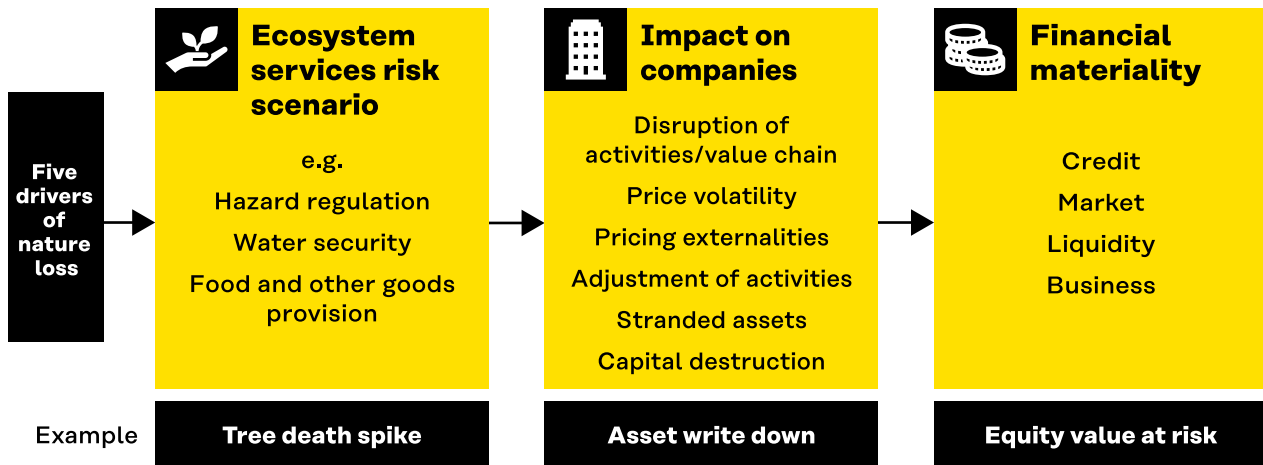 Five
drivers
of
nature
loss
Ecosystem
services risk
scenario
e.g.
Hazard regulation
Water security
Food and other goods
provision
Impact on
companies
Disruption of
activities/value chain
Price volatility
Pricing externalities
Adjustment of activities
Stranded assets
Capital destruction
Financial
materiality
Credit
Market
Liquidity
Business
Example
Tree death spike
Asset write down
Equity value at risk